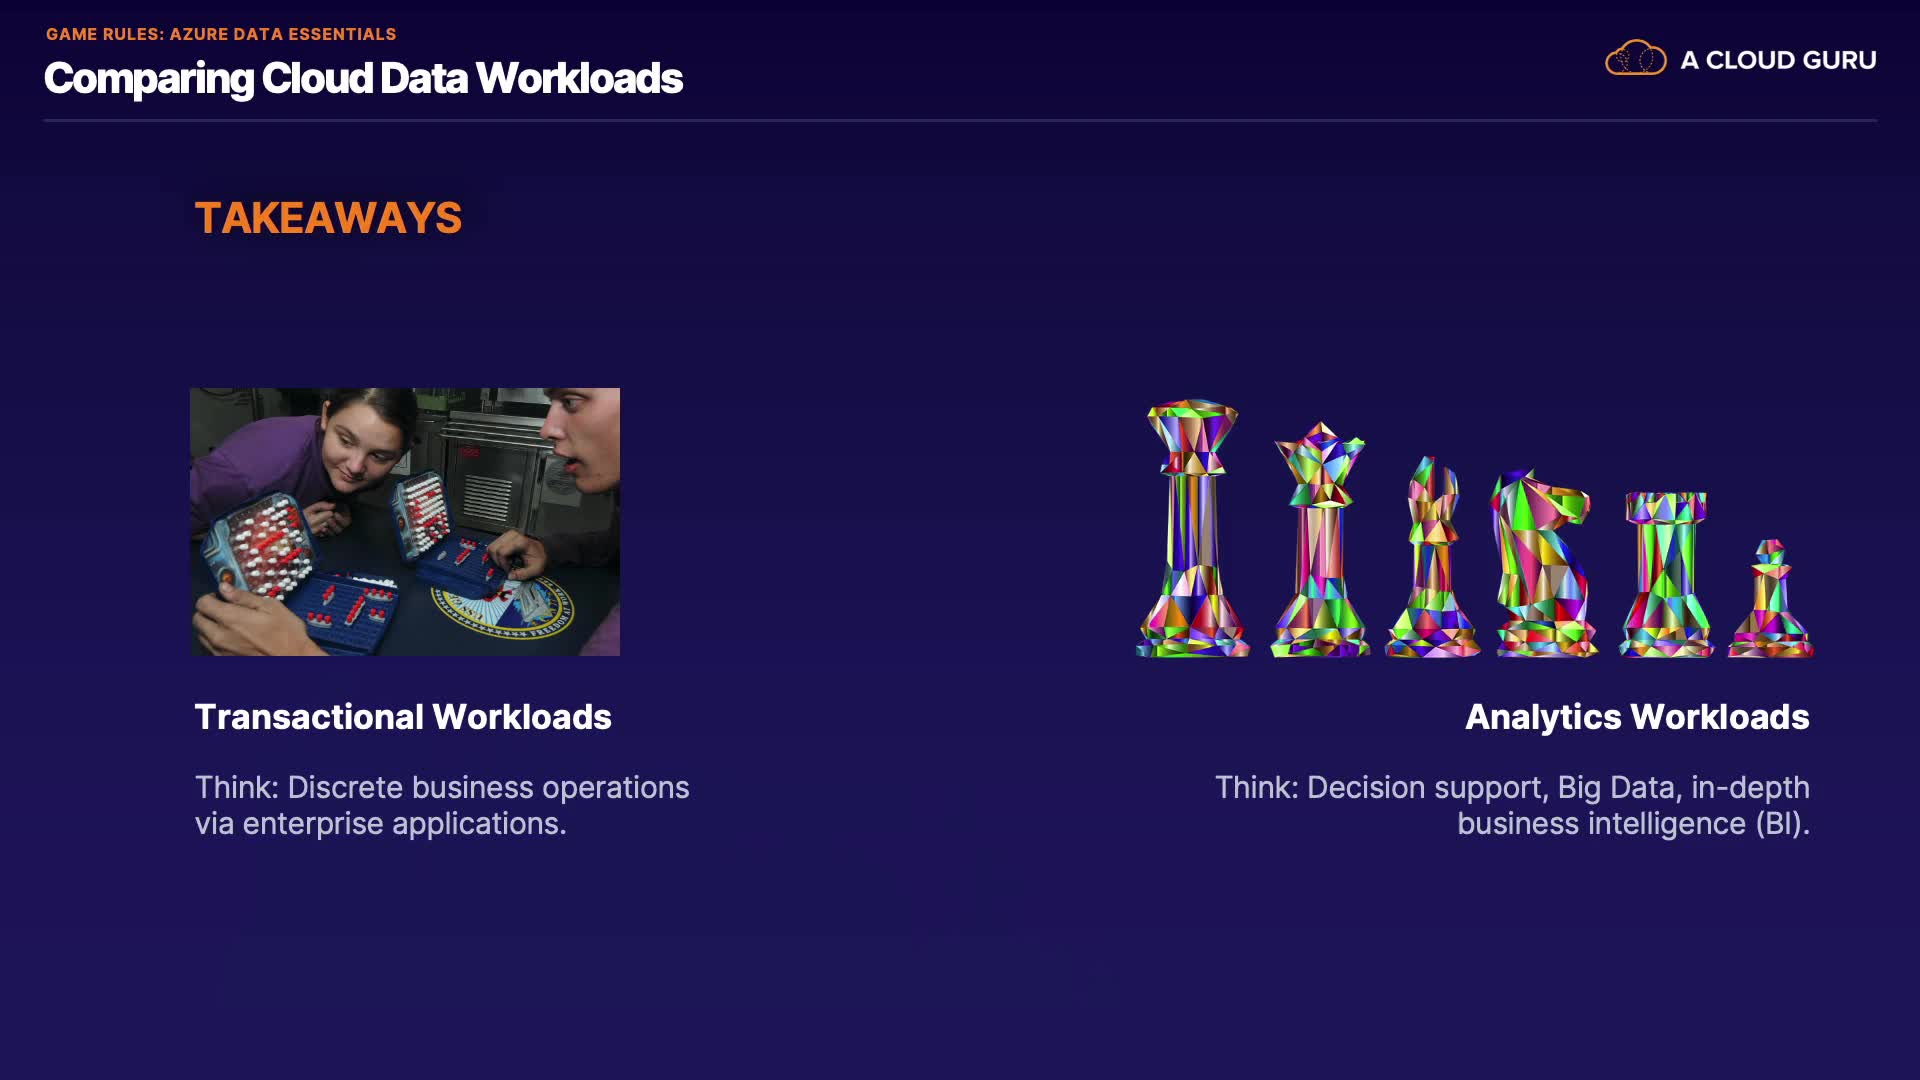 GAME RULES: AZURE DATA ESSENTIALS
Comparing Cloud Data Workloads
A CLOUD GURU
TAKEAWAYS
Transactional Workloads
Think: Discrete business operations
via enterprise applications.
Analytics Workloads
Think: Decision support, Big Data, in-depth
business intelligence (BI).